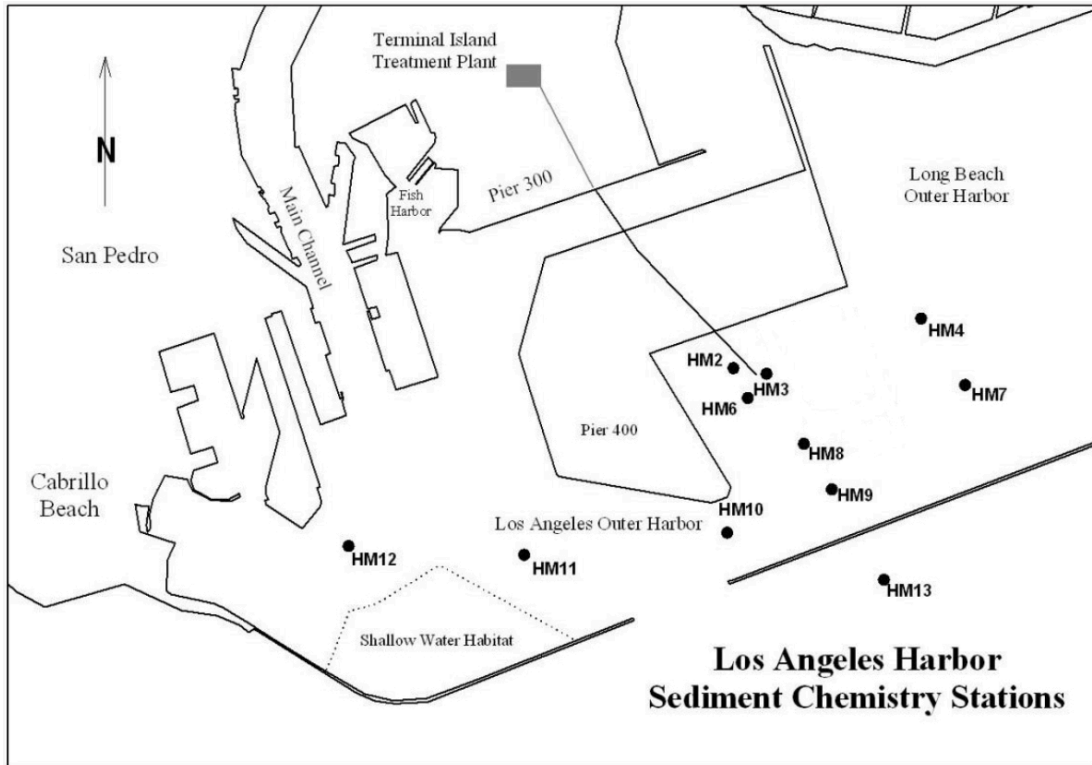 Terminal Island
Treatment Plant
N
Long Beach
Outer Harbor
Pier 300
Fish
Harbor
Main Channel
San Pedro
HM4
HM2
HM3
HM7
HM6
Pier 400
HM8
Cabrillo
Beach
HM9
HM10
Los Angeles Outer Harbor
HM12
HM11
HM13
Shallow Water Habitat
Los Angeles Harbor
Sediment Chemistry Stations